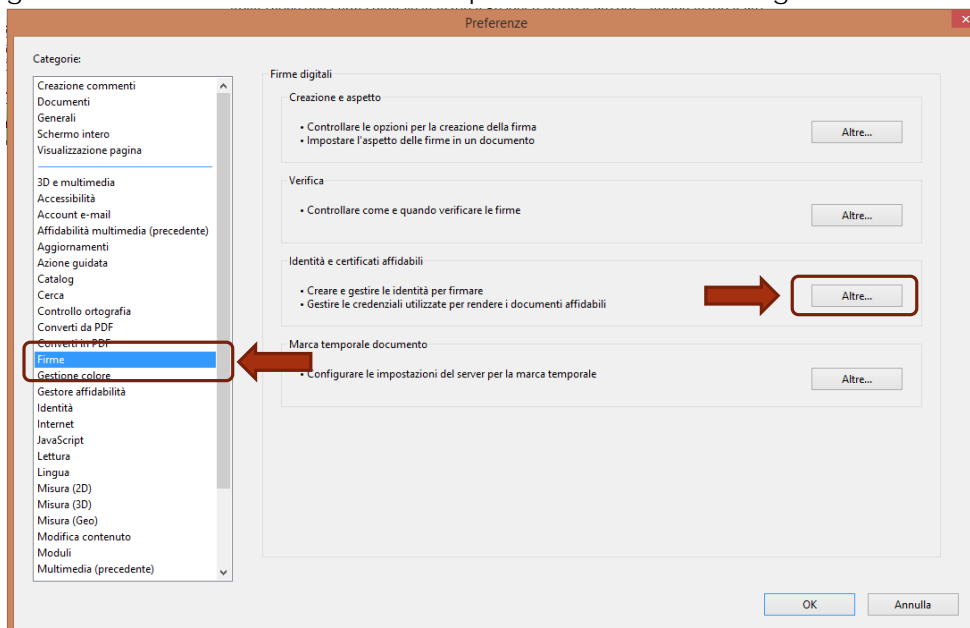 Preferenze
Categorie:
Creazione commenti
Documenti
Generali
Schermo intero
Visualizzazione pagina
3D e multimedia
Accessibilità
Account e-mail
Affidabilità multimedia (precedente)
Aggiornamenti
Azione guidata
Catalog
Cerca
Controllo ortografia
Converti da PDF
Converti in PDF
Firme
Gestione colore
Gestore affidabilità
Identità
Internet
JavaScript
Lettura
Lingua
Misura (2D)
Misura (3D)
Misura (Geo)
Modifica contenuto
Moduli
Multimedia (precedente)
Firme digitali
Creazione e aspetto
• Controllare le opzioni per la creazione della firma
• Impostare l'aspetto delle firme in un documento
Altre...
Verifica
• Controllare come e quando verificare le firme
Altre...
Identità e certificati affidabili
• Creare e gestire le identità per firmare
• Gestire le credenziali utilizzate per rendere i documenti affidabili
Altre...
Marca temporale documento
• Configurare le impostazioni del server per la marca temporale
Altre...
OK
Annulla